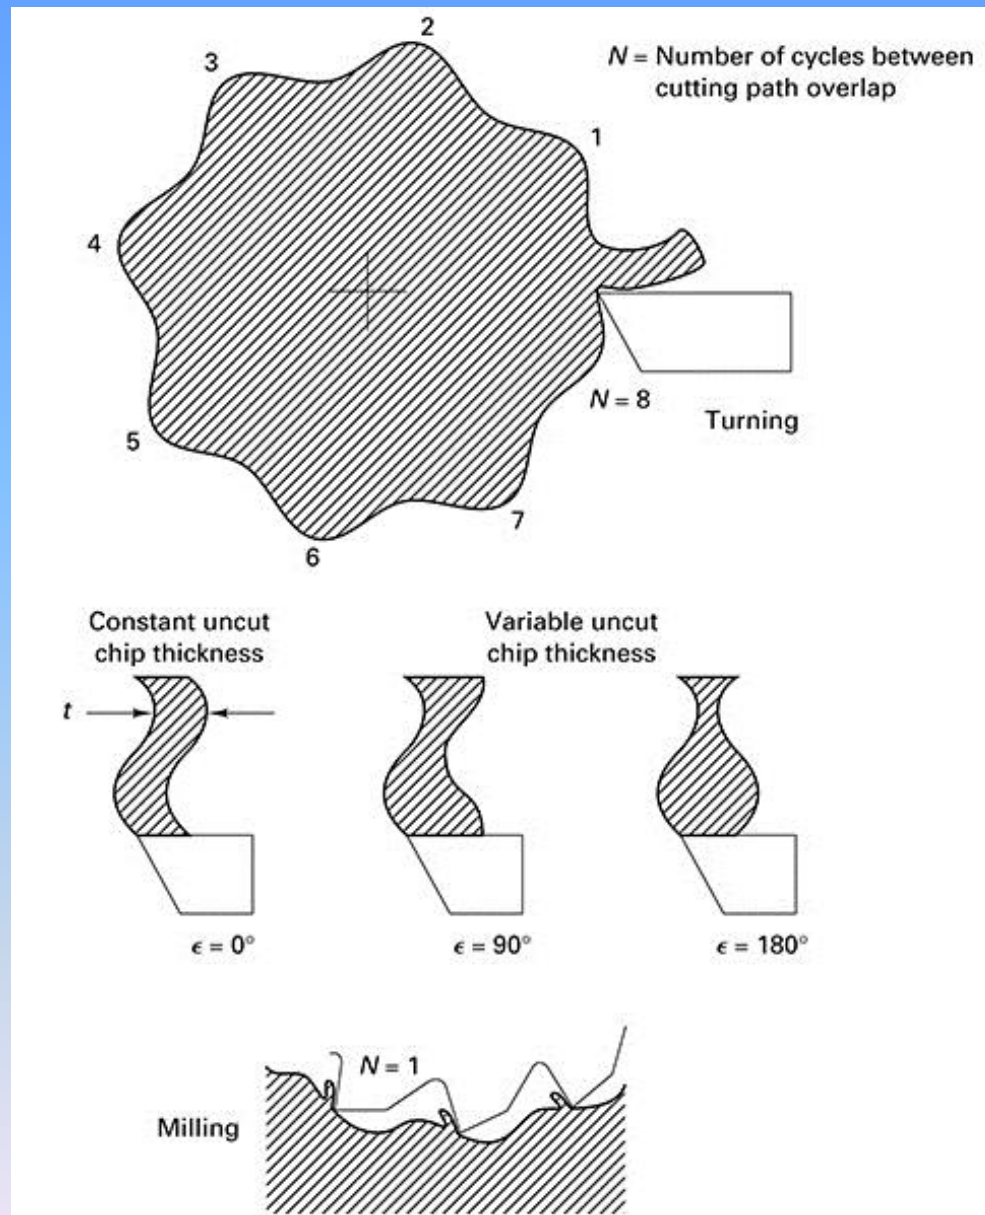 2
3
N = Number of cycles between
cutting path overlap
1
4
N = 8
Turning
5
7
6
Constant uncut
chip thickness
Variable uncut
chip thickness
t
ϵ = 0°
ϵ = 90°
ϵ = 180°
N = 1
Milling